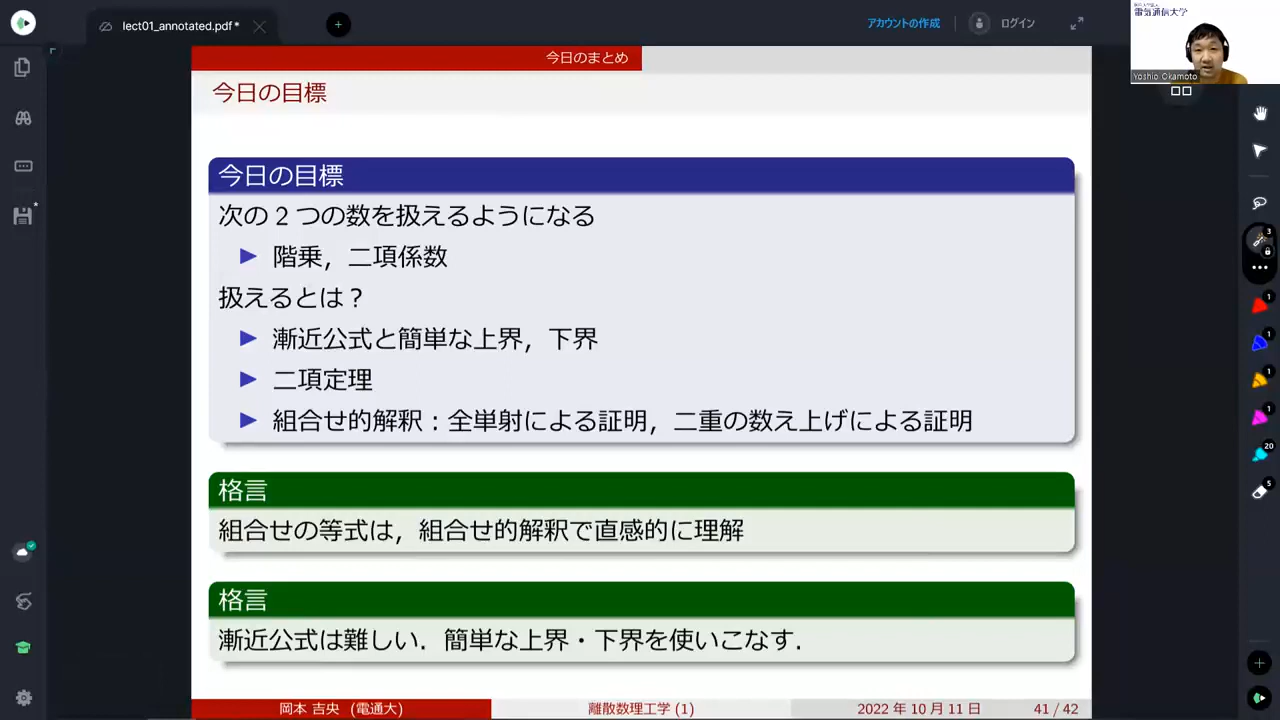 lect01_annotated.pdf*
アカウントの作成
ログイン
電気通信大学
Yoshio Okamoto
今日のまとめ
今日の目標
今日の目標
次の 2 つの数を扱えるようになる
▶ 階乗，二項係数
扱えるとは？
▶ 漸近公式と簡単な上界，下界
▶ 二項定理
▶ 組合せ的解釈：全単射による証明，二重の数え上げによる証明
格言
組合せの等式は，組合せ的解釈で直感的に理解
格言
漸近公式は難しい．簡単な上界・下界を使いこなす．
岡本 吉央 (電通大)
離散数理工学 (1)
2022 年 10 月 11 日
41 / 42
3
1
1
1
1
20
5